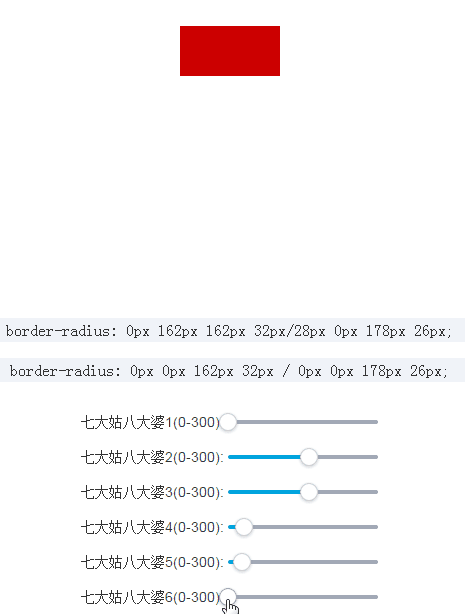 border-radius: 0px 162px 162px 32px/28px 0px 178px 26px;
border-radius: 0px 0px 162px 32px / 0px 0px 178px 26px;
七大姑八大婆1(0-300)
七大姑八大婆2(0-300):
七大姑八大婆3(0-300):
七大姑八大婆4(0-300):
七大姑八大婆5(0-300):
七大姑八大婆6(0-300)